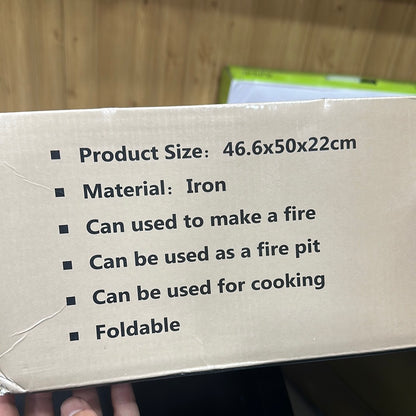 ▪ Product Size: 46.6x50x22cm
▪ Material: Iron
▪ Can used to make a fire
▪ Can be used as a fire pit
▪ Can be used for cooking
▪ Foldable